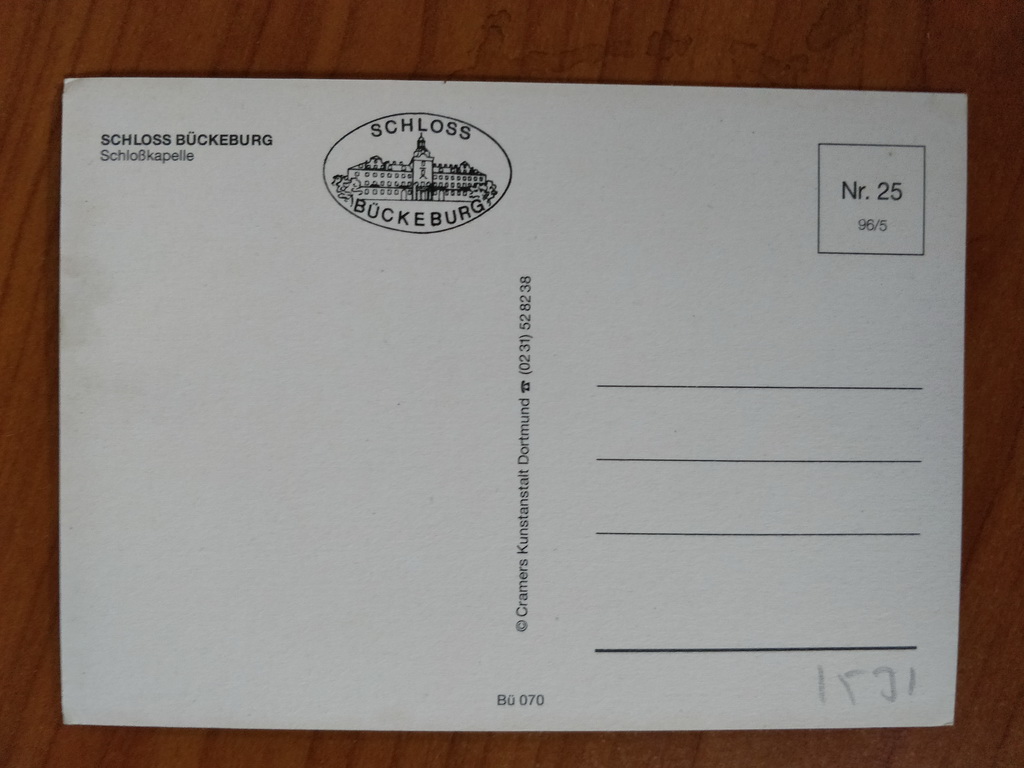 SCHLOSS BÜCKEBURG
Schloßkapelle
SCHLOSS
BÜCKEBURG
Nr. 25
96/5
© Cramers Kunstanstalt Dortmund ☎ (02 31) 52 82 38
Bü 070